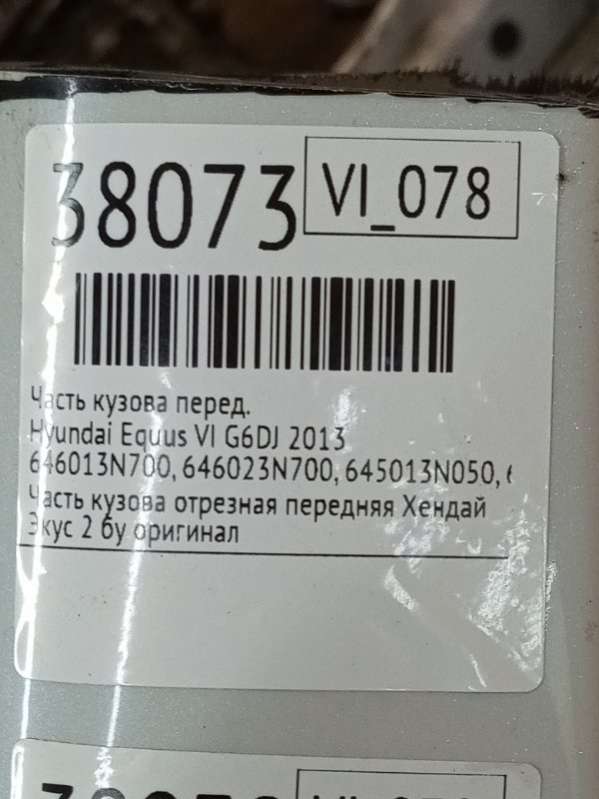 38073 VI_078
Часть кузова перед.
Hyundai Equus VI G6DJ 2013
646013N700, 646023N700, 645013N050,
Часть кузова отрезная передняя Хендай
Экус 2 бу оригинал